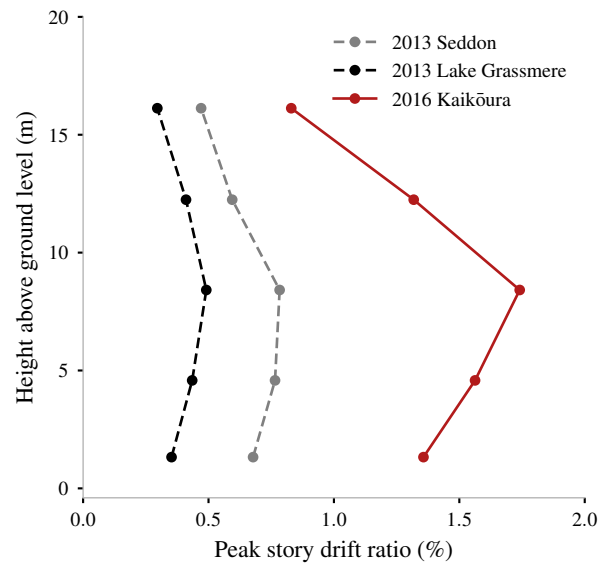 20
15
10
5
0
0.0
0.5
1.0
1.5
2.0
Height above ground level (m)
Peak story drift ratio (%)
2013 Seddon
2013 Lake Grassmere
2016 Kaikōura